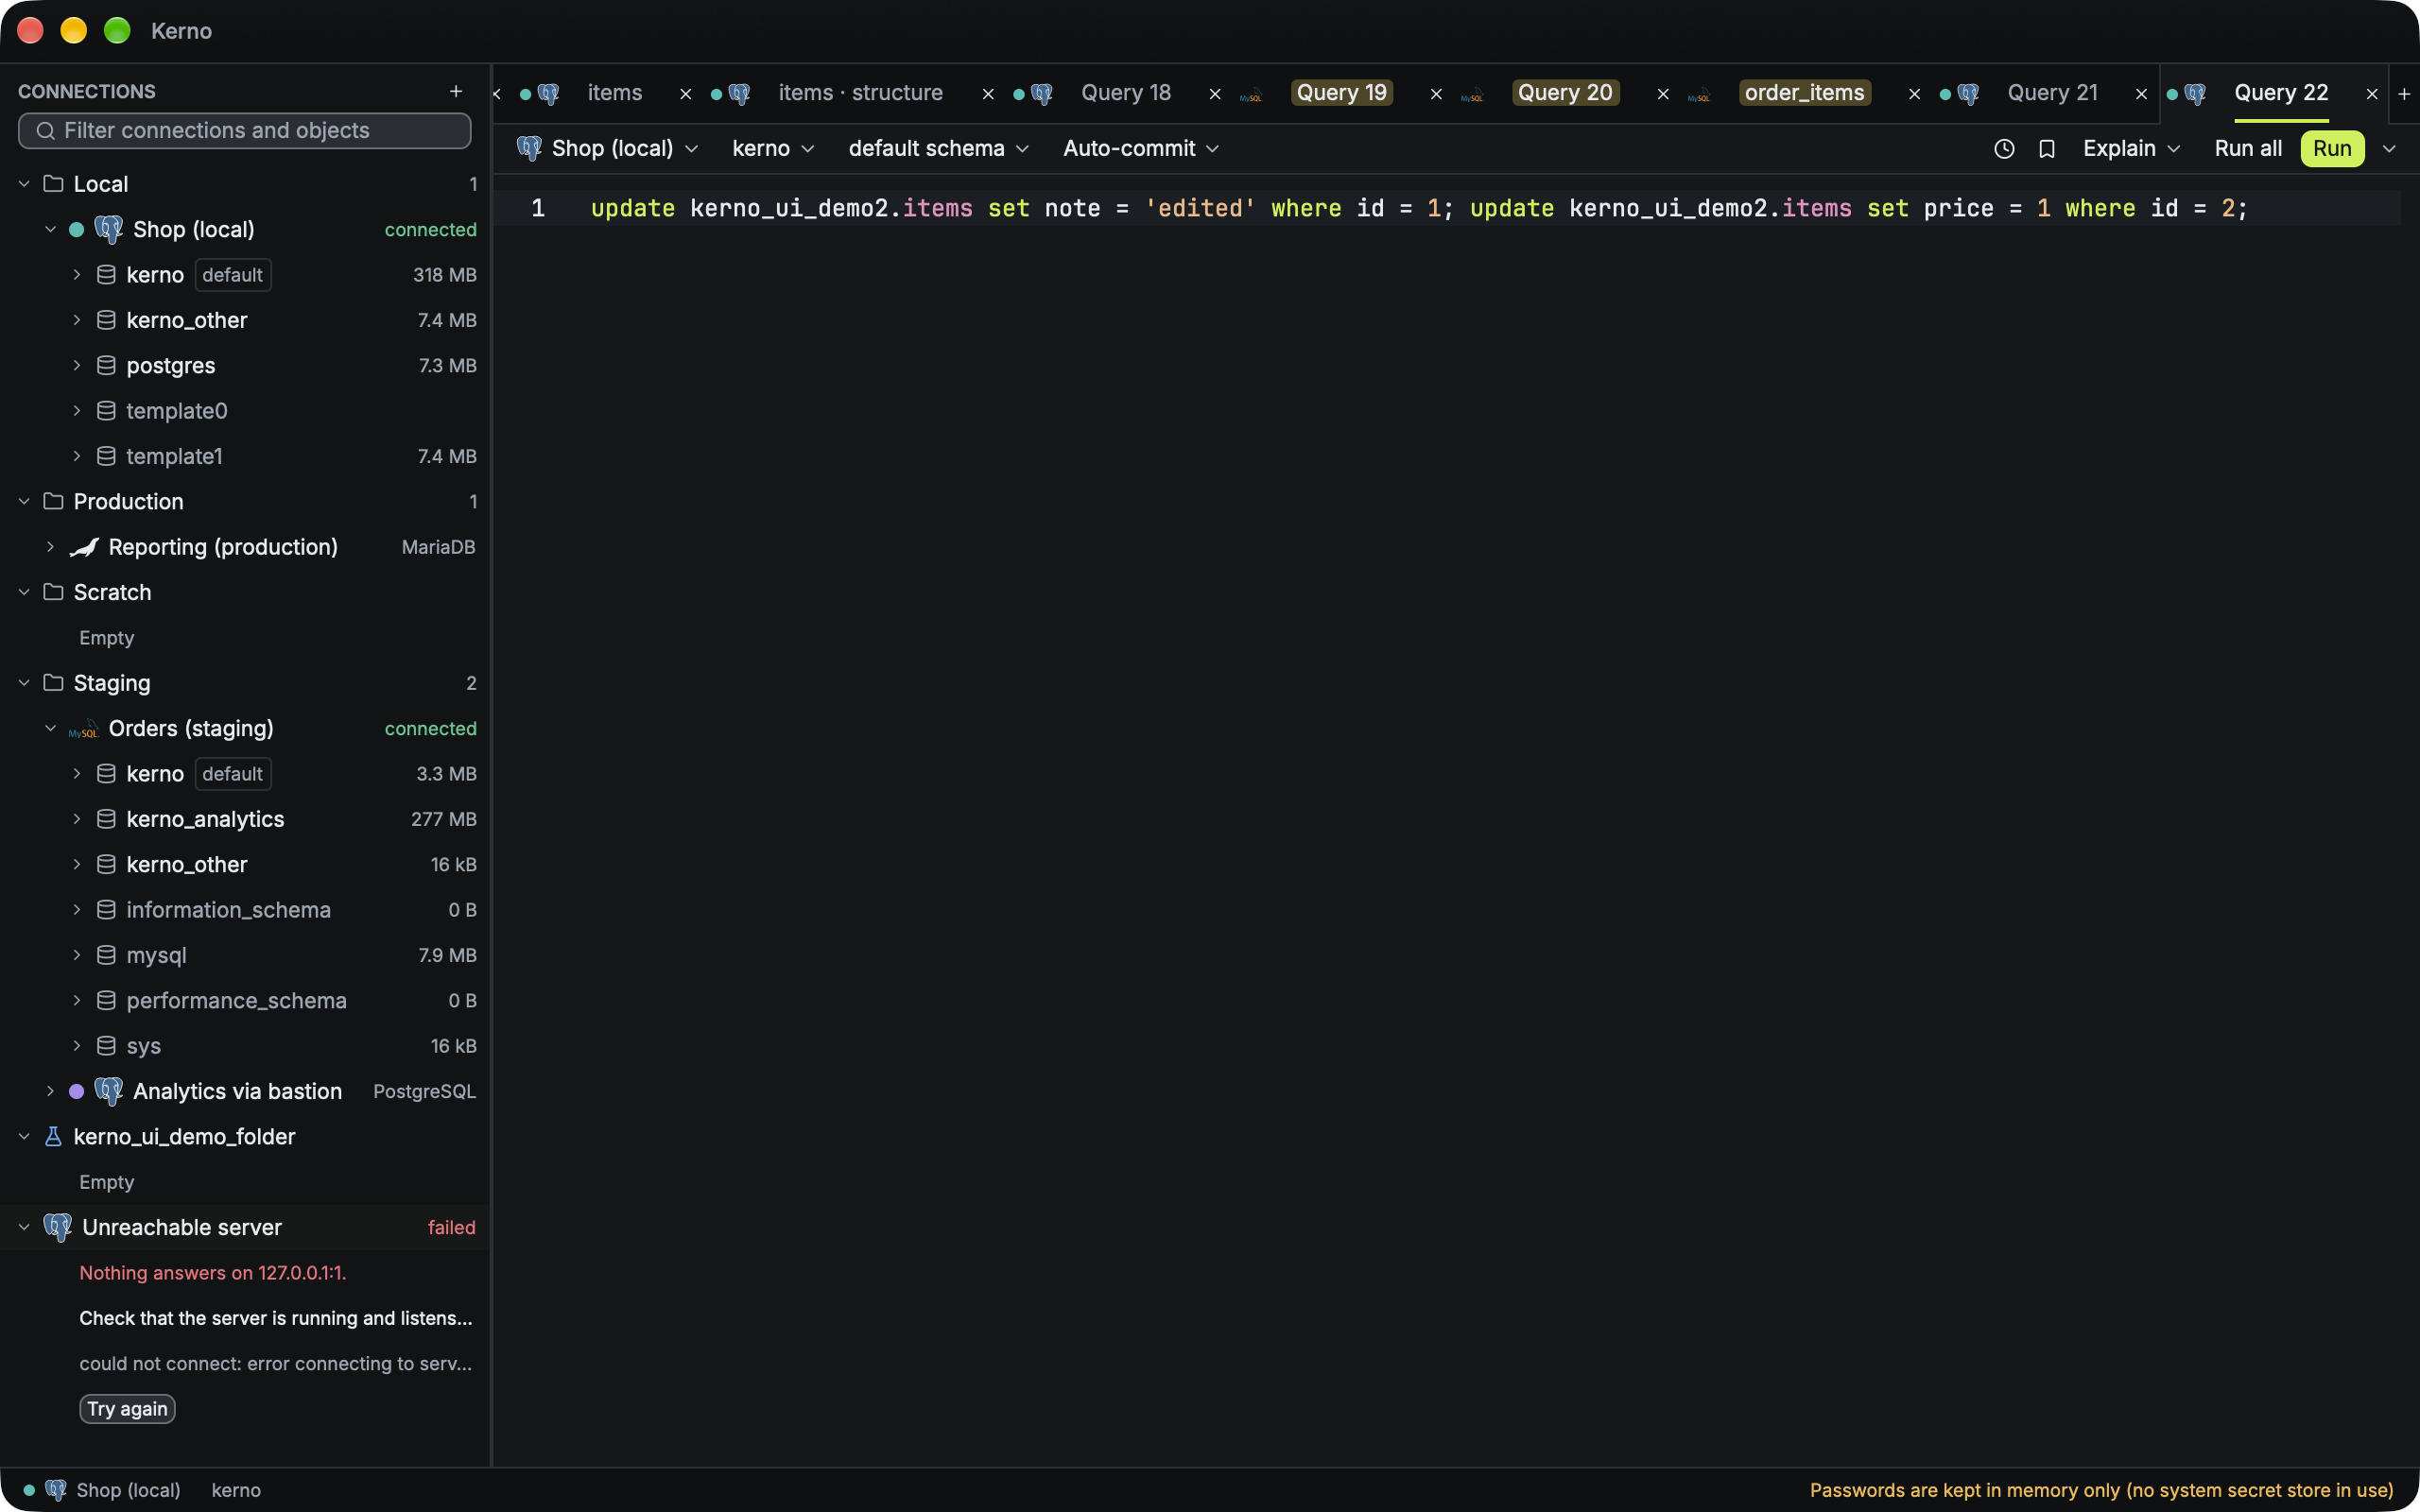 Kerno
CONNECTIONS +
Filter connections and objects
Local 1
Shop (local) connected
kerno default 318 MB
kerno_other 7.4 MB
postgres 7.3 MB
template0
template1 7.4 MB
Production 1
Reporting (production) MariaDB
Scratch
Empty
Staging 2
MySQL Orders (staging) connected
kerno default 3.3 MB
kerno_analytics 277 MB
kerno_other 16 kB
information_schema 0 B
mysql 7.9 MB
performance_schema 0 B
sys 16 kB
Analytics via bastion PostgreSQL
kerno_ui_demo_folder
Empty
Unreachable server failed
Nothing answers on 127.0.0.1:1.
Check that the server is running and listens...
could not connect: error connecting to serv...
Try again
items items · structure Query 18 MySQL Query 19 MySQL Query 20 MySQL order_items Query 21 Query 22 +
Shop (local) kerno default schema Auto-commit Explain Run all Run
1 update kerno_ui_demo2.items set note = 'edited' where id = 1; update kerno_ui_demo2.items set price = 1 where id = 2;
Shop (local) kerno Passwords are kept in memory only (no system secret store in use)